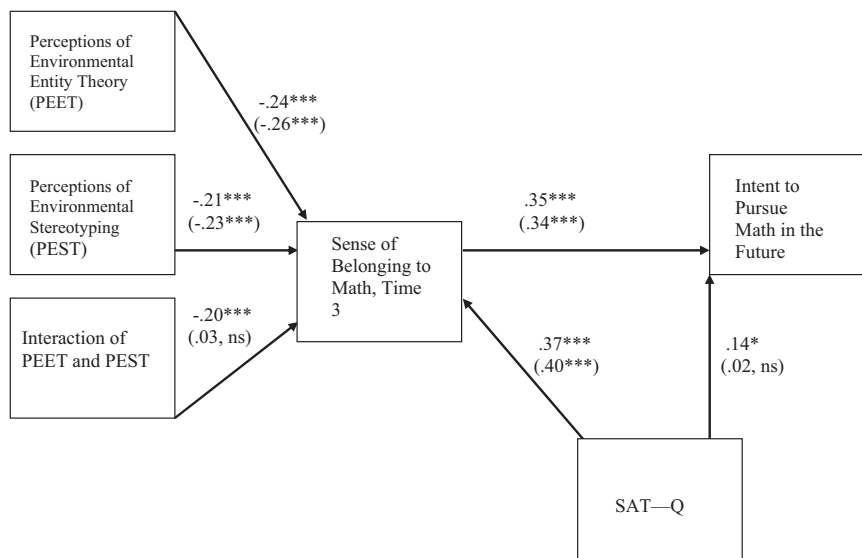 Perceptions of
Environmental
Entity Theory
(PEET)
-.24***
(-.26***)
Perceptions of
Environmental
Stereotyping
(PEST)
-.21***
(-.23***)
Sense of
Belonging to
Math, Time
3
.35***
(.34***)
Intent to
Pursue
Math in the
Future
Interaction of
PEET and PEST
-.20***
(.03, ns)
.37***
(.40***)
.14*
(.02, ns)
SAT—Q